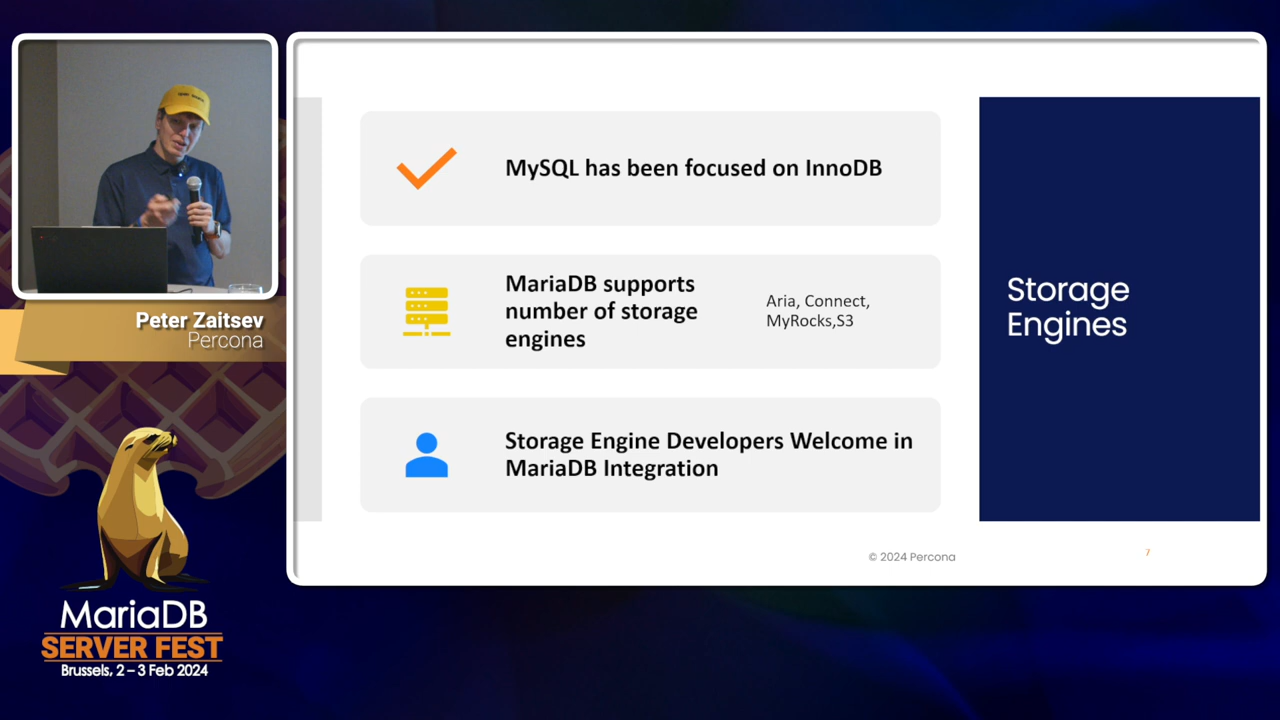 Peter Zaitsev
Percona
MariaDB
SERVER FEST
Brussels, 2 – 3 Feb 2024
MySQL has been focused on InnoDB
MariaDB supports
number of storage
engines
Aria, Connect,
MyRocks,S3
Storage Engine Developers Welcome in
MariaDB Integration
Storage
Engines
© 2024 Percona
7